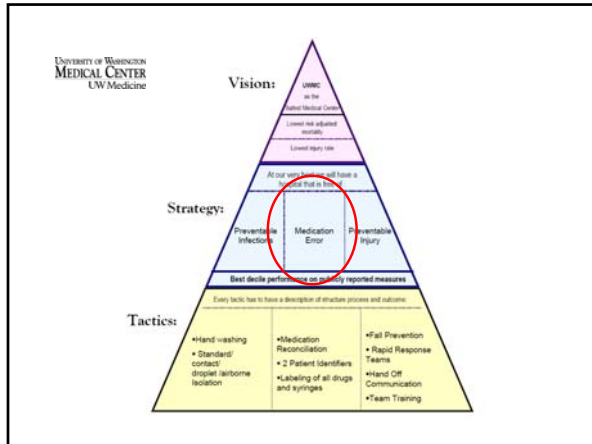 UNIVERSITY OF WASHINGTON
MEDICAL CENTER
UW Medicine
Vision:
UWMC
as the
Safest Medical Center
Lowest risk adjusted
mortality
Lowest injury rate
At our very best we will have a
hospital that is free of
Strategy:
Preventable
Infections
Medication
Error
Preventable
Injury
Best decile performance on publicly reported measures
Every tactic has to have a description of structure process and outcome
Tactics:
•Hand washing
• Standard/
contact/
droplet /airborne
Isolation
•Medication
Reconciliation
• 2 Patient Identifiers
•Labeling of all drugs
and syringes
•Fall Prevention
• Rapid Response
Teams
•Hand Off
Communication
•Team Training